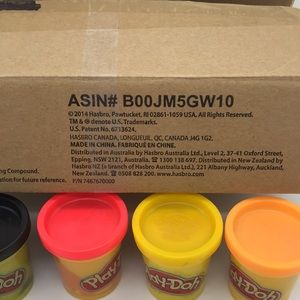 ASIN# B00JM5GW10
© 2014 Hasbro, Pawtucket, RI 02861-1059 USA. All Rights Reserved.
TM & ® denote U.S. Trademarks.
U.S. Patent No. 6713624.
HASBRO CANADA, LONGUEUIL, QC, CANADA J4G 1G2.
MADE IN CHINA. FABRIQUÉ EN CHINE.
Distributed in Australia by Hasbro Australia Ltd., Level 2, 37-41 Oxford Street,
Epping, NSW 2121, Australia. ☎ 1300 138 697. Distributed in New Zealand by
Hasbro NZ (a branch of Hasbro Australia Ltd.), 221 Albany Highway, Auckland,
New Zealand. ☎ 0508 828 200. www.hasbro.com
ing Compound.
ation for future reference. P/N 7467670000
Play-Doh
Play-Doh
Play-Doh